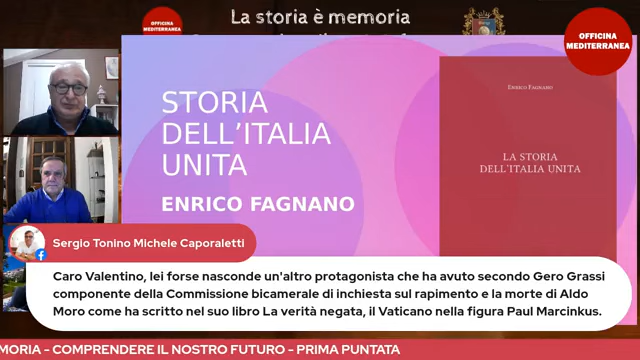 La storia è memoria
OFFICINA
MEDITERRANEA
OFFICINA
MEDITERRANEA
STORIA
DELL'ITALIA
UNITA
ENRICO FAGNANO
ENRICO FAGNANO
LA STORIA
DELL'ITALIA UNITA
Sergio Tonino Michele Caporaletti
Caro Valentino, lei forse nasconde un'altro protagonista che ha avuto secondo Gero Grassi
componente della Commissione bicamerale di inchiesta sul rapimento e la morte di Aldo
Moro come ha scritto nel suo libro La verità negata, il Vaticano nella figura Paul Marcinkus.
MORIA - COMPRENDERE IL NOSTRO FUTURO - PRIMA PUNTATA